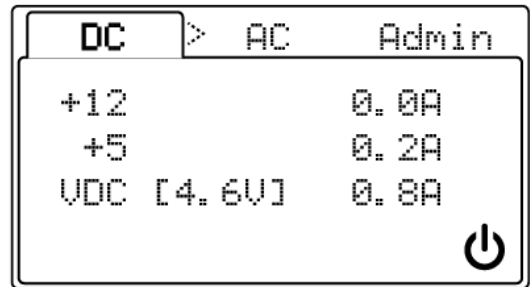 DC > AC Admin
+12 0.0A
+5 0.2A
VDC [4.6V] 0.8A